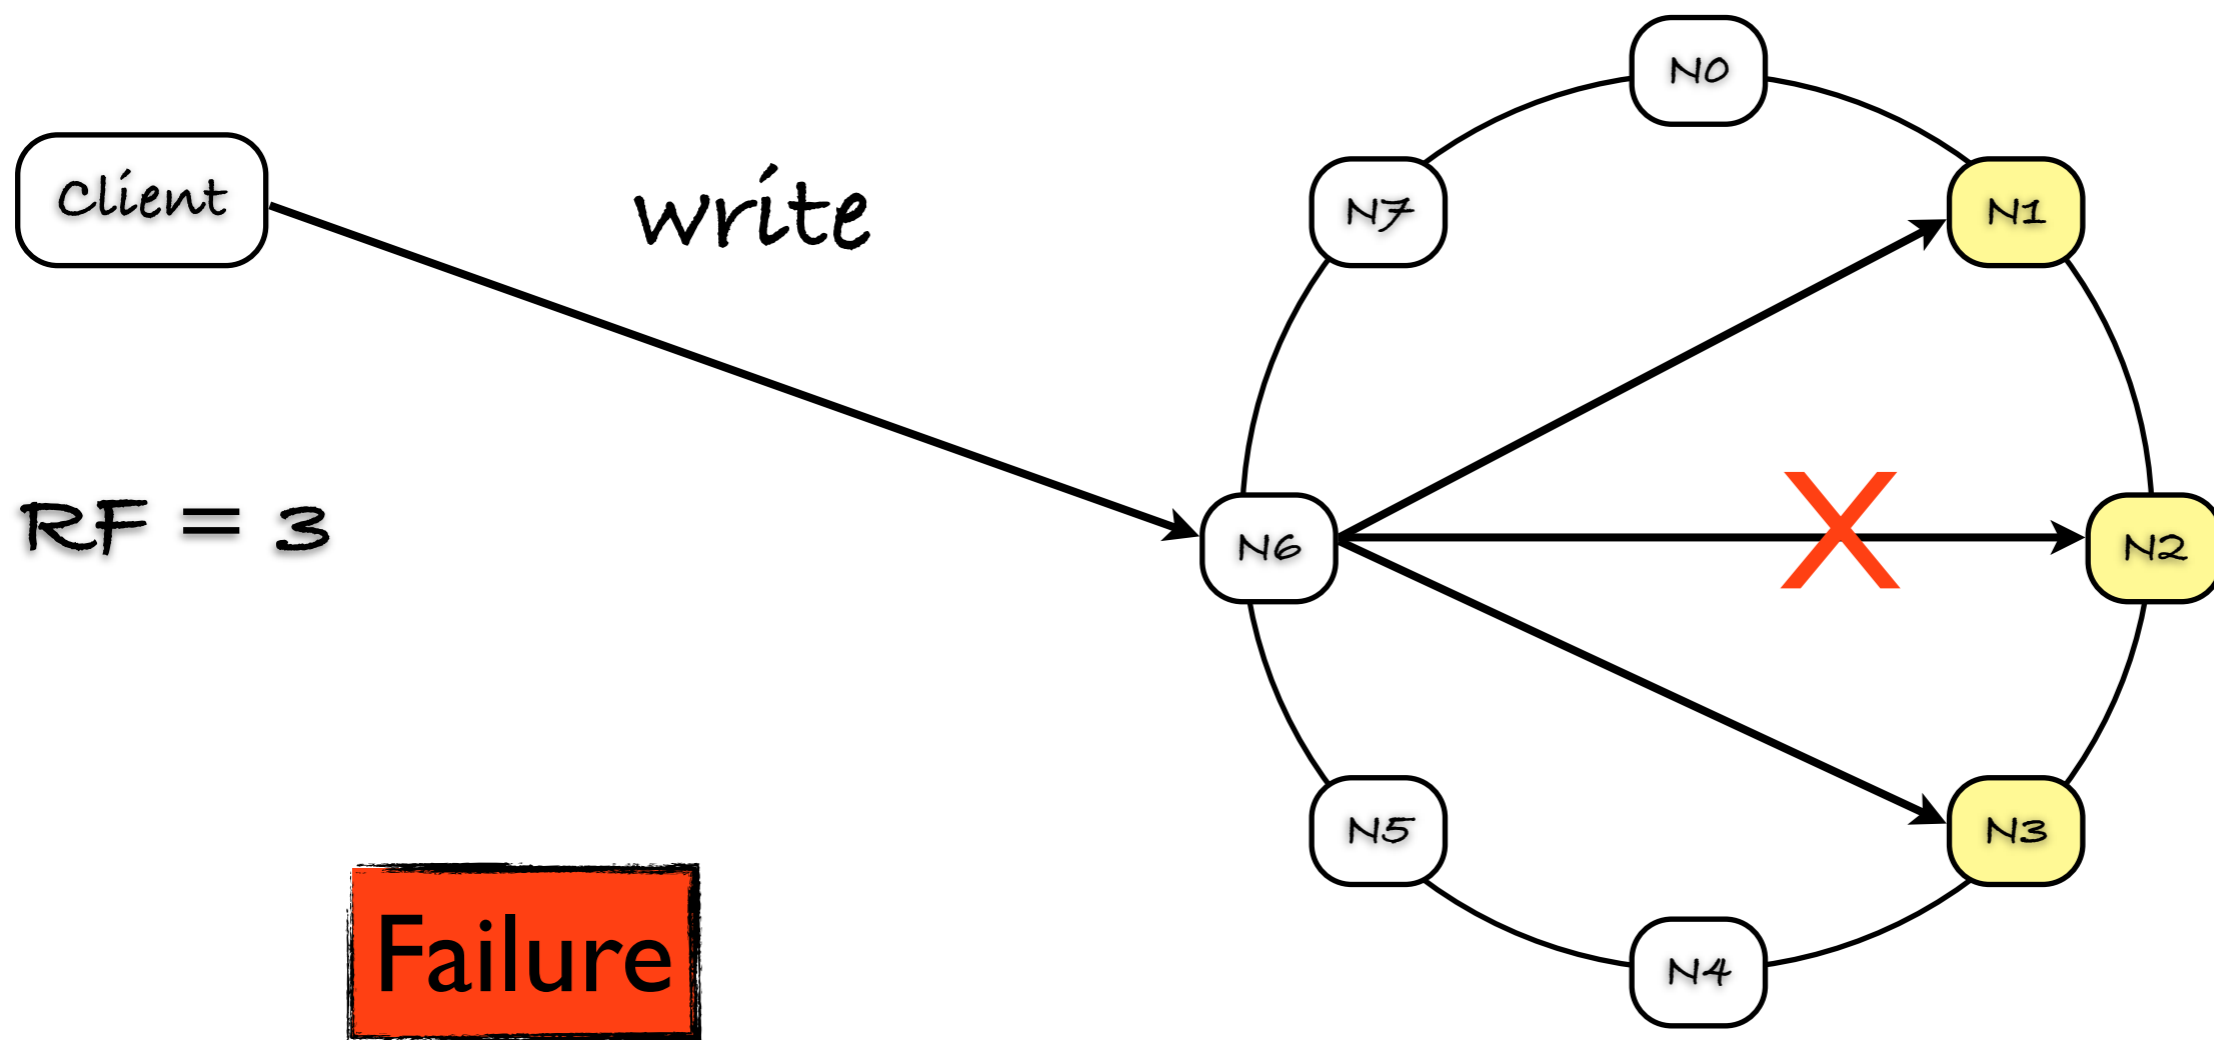 N0
Client
write
N7
N1
RF = 3
N6
X
N2
N5
N3
Failure
N4